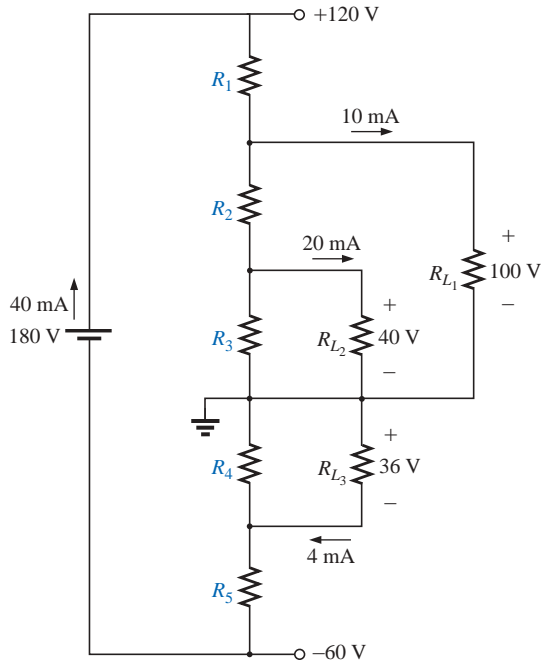 +120 V
R1
10 mA
R2
20 mA
+
RL1 100 V
–
40 mA
180 V
+
R3
RL2 40 V
–
+
R4
RL3 36 V
–
4 mA
R5
–60 V